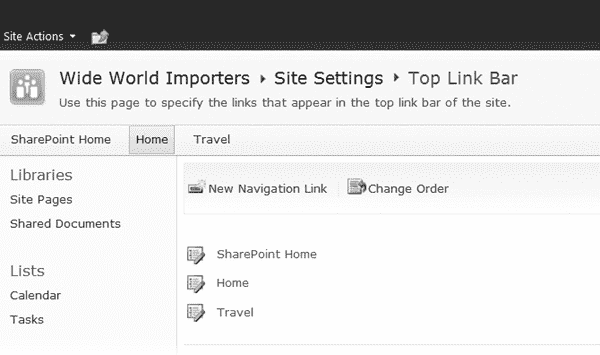 Site Actions
Wide World Importers Site Settings Top Link Bar
Use this page to specify the links that appear in the top link bar of the site.
SharePoint Home Home Travel
Libraries
Site Pages
Shared Documents
Lists
Calendar
Tasks
New Navigation Link Change Order
SharePoint Home
Home
Travel